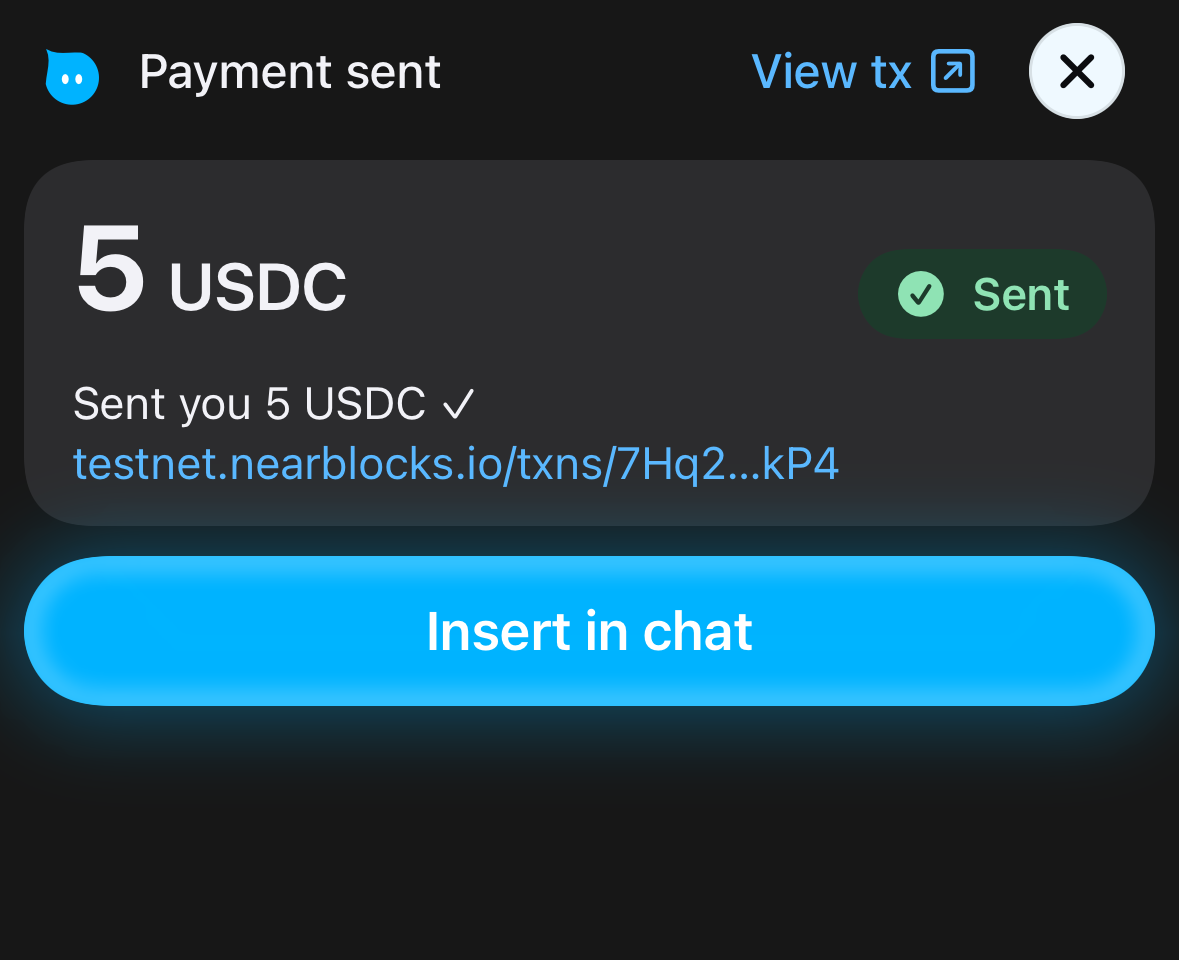 Payment sent
View tx
5 USDC
Sent
Sent you 5 USDC ✓
testnet.nearblocks.io/txns/7Hq2...kP4
Insert in chat